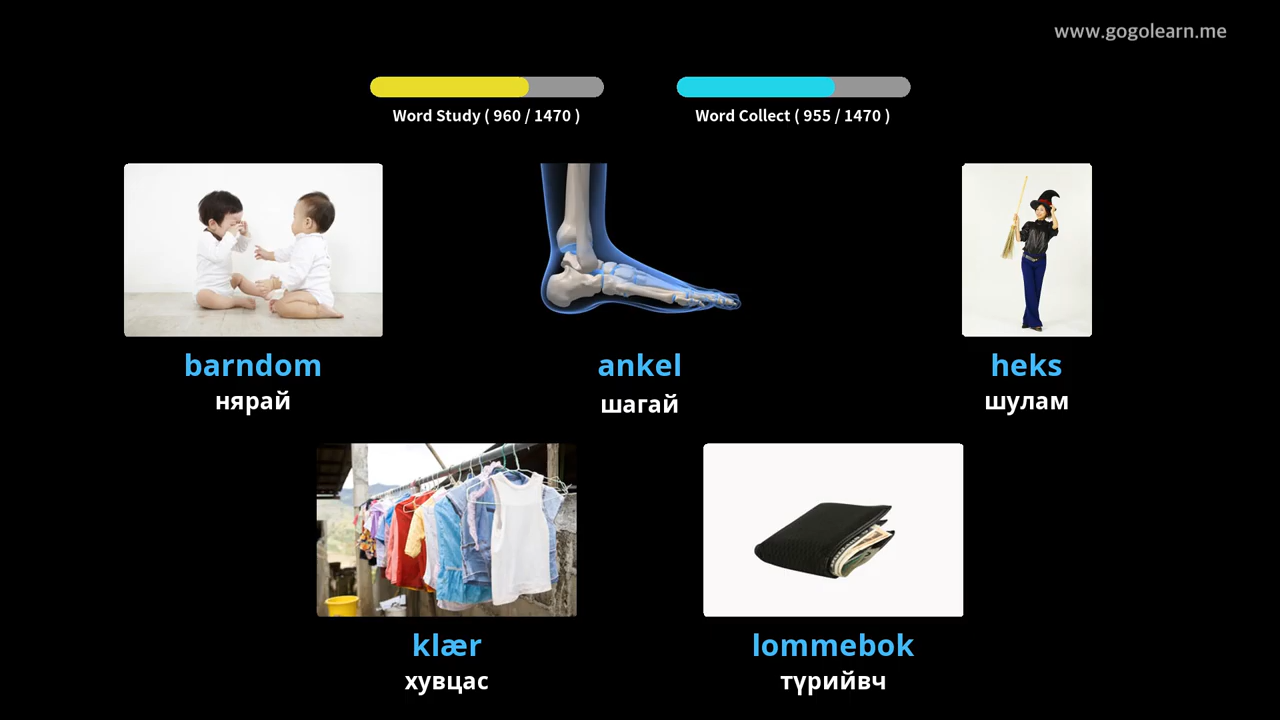 www.gogolearn.me
Word Study ( 960 / 1470 )
Word Collect ( 955 / 1470 )
barndom
нярай
ankel
шагай
heks
шулам
klær
хувцас
lommebok
түрийвч